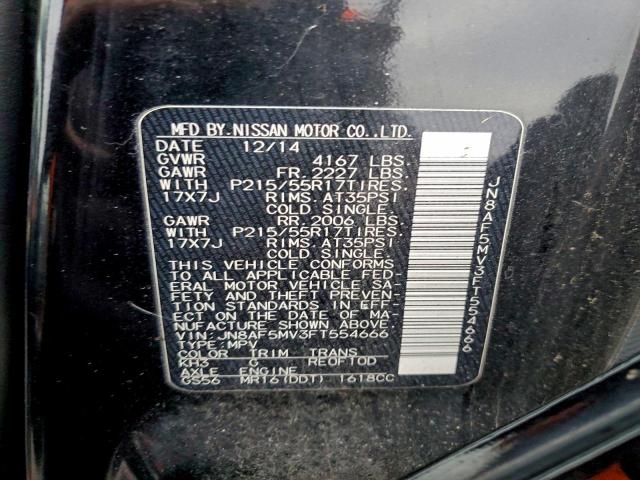 MFD BY NISSAN MOTOR CO.,LTD.
DATE 12/14
GVWR 4167 LBS.
GAWR FR. 2227 LBS.
WITH P215/55R17TIRES.
17X7J RIMS. AT35PSI
COLD SINGLE.
GAWR RR. 2006 LBS.
WITH P215/55R17TIRES.
17X7J RIMS. AT35PSI
COLD SINGLE.
THIS VEHICLE CONFORMS
TO ALL APPLICABLE FED-
ERAL MOTOR VEHICLE SA-
FETY AND THEFT PREVEN-
TION STANDARDS IN EFF-
ECT ON THE DATE OF MA-
NUFACTURE SHOWN ABOVE.
VIN: JN8AF5MV3FT554666
TYPE: MPV
COLOR TRIM TRANS
KH3 G RE0F10D
AXLE ENGINE
GS56 MR16(DDT) 1618CC
JN8AF5MV3FT554666